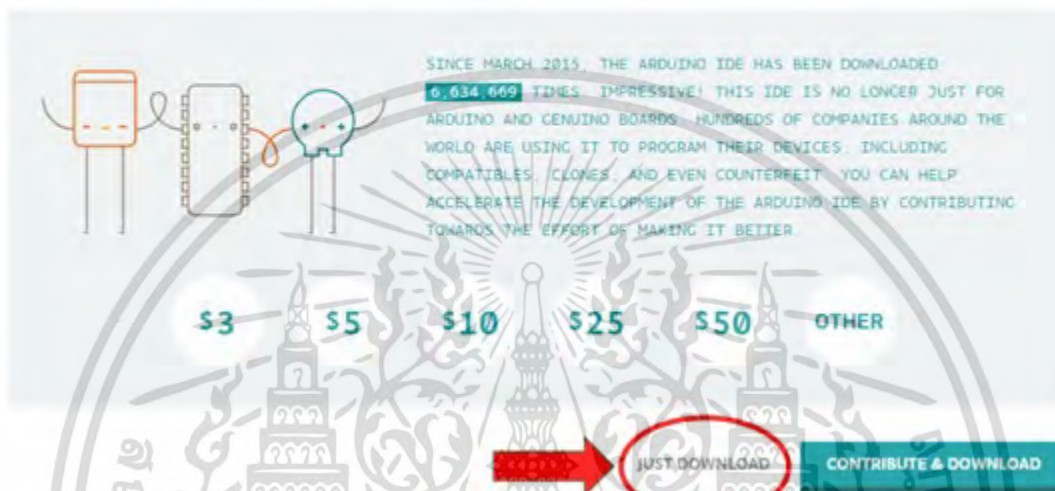 SINCE MARCH 2015, THE ARDUINO IDE HAS BEEN DOWNLOADED
6,634,669 TIMES. IMPRESSIVE! THIS IDE IS NO LONGER JUST FOR
ARDUINO AND GENUINO BOARDS. HUNDREDS OF COMPANIES AROUND THE
WORLD ARE USING IT TO PROGRAM THEIR DEVICES, INCLUDING
COMPATIBLES, CLONES, AND EVEN COUNTERFEIT. YOU CAN HELP
ACCELERATE THE DEVELOPMENT OF THE ARDUINO IDE BY CONTRIBUTING
TOWARDS THE EFFORT OF MAKING IT BETTER.
$3 $5 $10 $25 $50 OTHER
JUST DOWNLOAD CONTRIBUTE & DOWNLOAD